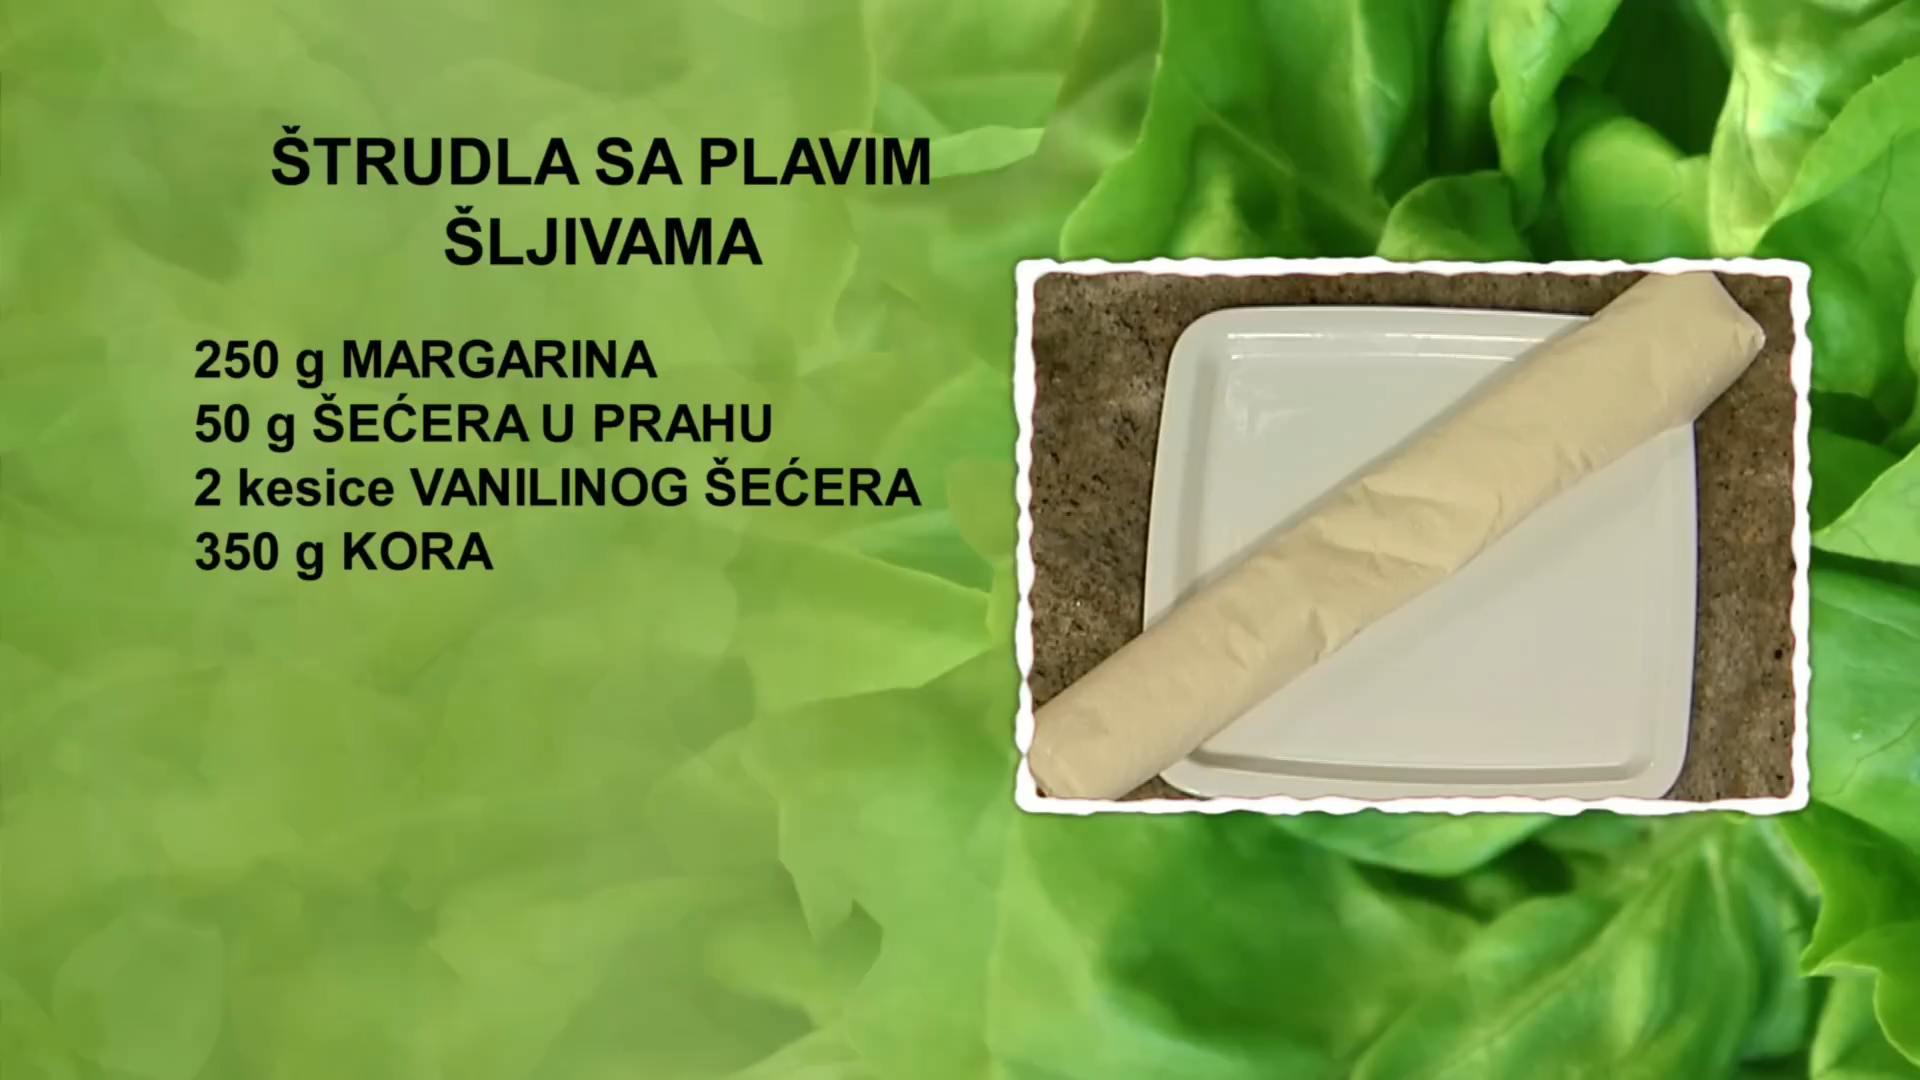 ŠTRUDLA SA PLAVIM
ŠLJIVAMA
250 g MARGARINA
50 g ŠEĆERA U PRAHU
2 kesice VANILINOG ŠEĆERA
350 g KORA